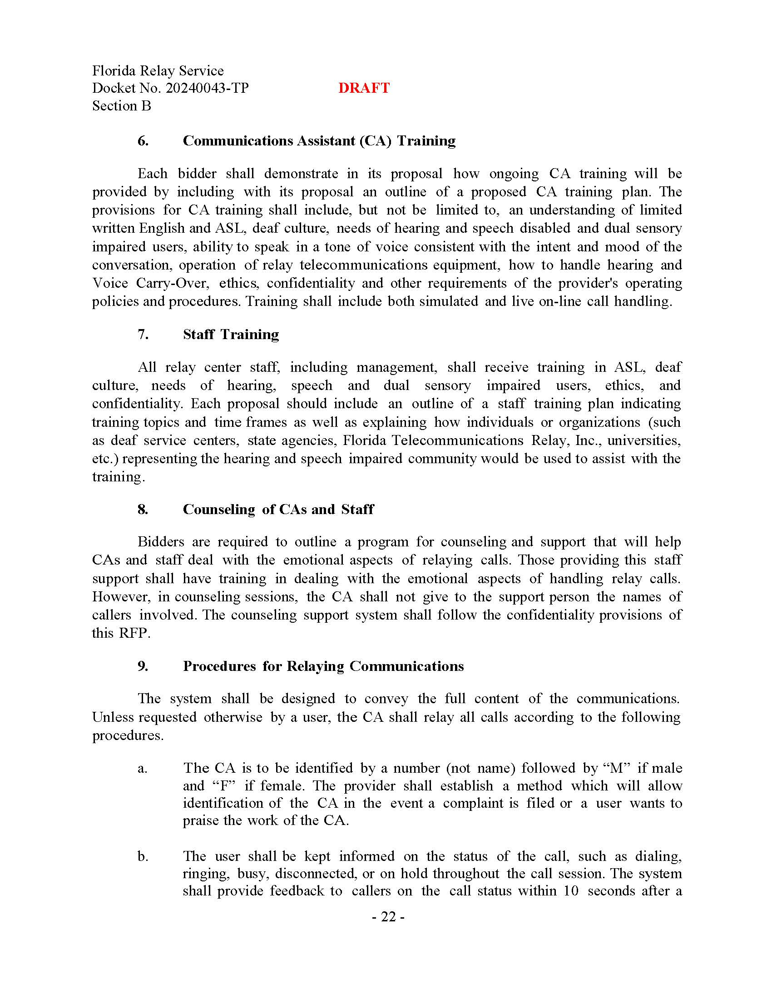 Florida Relay Service
Docket No. 20240043-TP DRAFT
Section B
6. Communications Assistant (CA) Training
Each bidder shall demonstrate in its proposal how ongoing CA training will be
provided by including with its proposal an outline of a proposed CA training plan. The
provisions for CA training shall include, but not be limited to, an understanding of limited
written English and ASL, deaf culture, needs of hearing and speech disabled and dual sensory
impaired users, ability to speak in a tone of voice consistent with the intent and mood of the
conversation, operation of relay telecommunications equipment, how to handle hearing and
Voice Carry-Over, ethics, confidentiality and other requirements of the provider's operating
policies and procedures. Training shall include both simulated and live on-line call handling.
7. Staff Training
All relay center staff, including management, shall receive training in ASL, deaf
culture, needs of hearing, speech and dual sensory impaired users, ethics, and
confidentiality. Each proposal should include an outline of a staff training plan indicating
training topics and time frames as well as explaining how individuals or organizations (such
as deaf service centers, state agencies, Florida Telecommunications Relay, Inc., universities,
etc.) representing the hearing and speech impaired community would be used to assist with the
training.
8. Counseling of CAs and Staff
Bidders are required to outline a program for counseling and support that will help
CAs and staff deal with the emotional aspects of relaying calls. Those providing this staff
support shall have training in dealing with the emotional aspects of handling relay calls.
However, in counseling sessions, the CA shall not give to the support person the names of
callers involved. The counseling support system shall follow the confidentiality provisions of
this RFP.
9. Procedures for Relaying Communications
The system shall be designed to convey the full content of the communications.
Unless requested otherwise by a user, the CA shall relay all calls according to the following
procedures.
a. The CA is to be identified by a number (not name) followed by “M” if male
and “F” if female. The provider shall establish a method which will allow
identification of the CA in the event a complaint is filed or a user wants to
praise the work of the CA.
b. The user shall be kept informed on the status of the call, such as dialing,
ringing, busy, disconnected, or on hold throughout the call session. The system
shall provide feedback to callers on the call status within 10 seconds after a
- 22 -